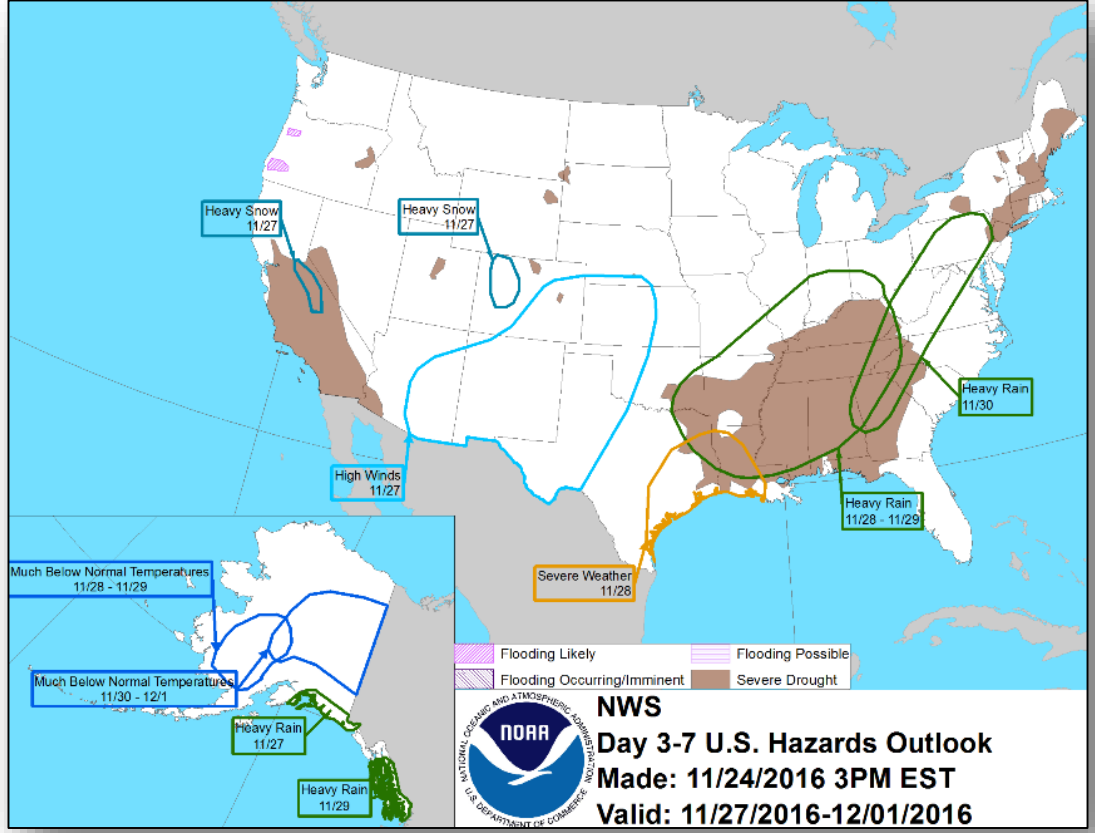 Heavy Snow
11/27
Heavy Snow
11/27
High Winds
11/27
Heavy Rain
11/30
Heavy Rain
11/28 - 11/29
Severe Weather
11/28
Much Below Normal Temperatures
11/28 - 11/29
Much Below Normal Temperatures
11/30 - 12/1
Heavy Rain
11/27
Heavy Rain
11/29
Flooding Likely
Flooding Possible
Flooding Occurring/Imminent
Severe Drought
NATIONAL OCEANIC AND ATMOSPHERIC ADMINISTRATION
NOAA
U.S. DEPARTMENT OF COMMERCE
NWS
Day 3-7 U.S. Hazards Outlook
Made: 11/24/2016 3PM EST
Valid: 11/27/2016-12/01/2016